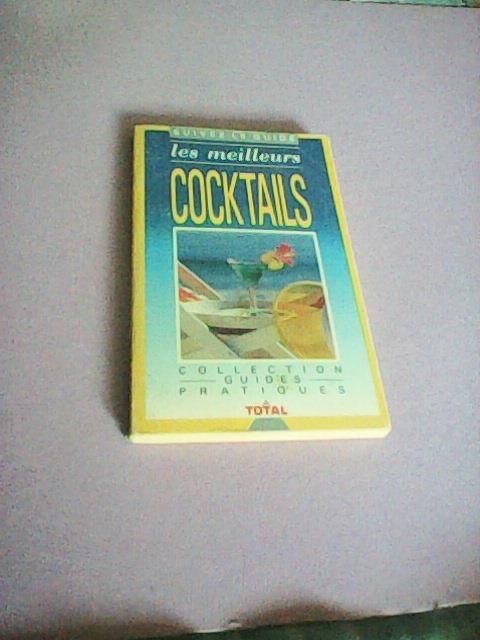 SUIVEZ LE GUIDE
les meilleurs
COCKTAILS
COLLECTION
GUIDES
PRATIQUES
TOTAL